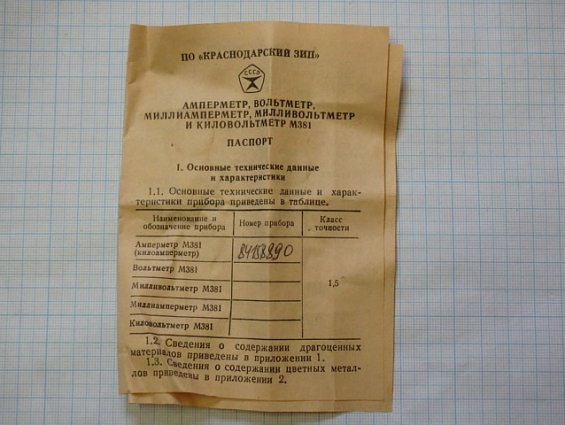 ПО «КРАСНОДАРСКИЙ ЗИП»
СССР
АМПЕРМЕТР, ВОЛЬТМЕТР,
МИЛЛИАМПЕРМЕТР, МИЛЛИВОЛЬТМЕТР
И КИЛОВОЛЬТМЕТР М381
ПАСПОРТ
1. Основные технические данные
и характеристики
1.1. Основные технические данные и харак-
теристики прибора приведены в таблице.
Наименование и обозначение прибора
Номер прибора
Класс точности
Амперметр М381
(килоамперметр)
84158890
Вольтметр М381
Милливольтметр М381
1,5
Миллиамперметр М381
Киловольтметр М381
1.2. Сведения о содержании драгоценных
материалов приведены в приложении 1.
1.3. Сведения о содержании цветных метал-
лов приведены в приложении 2.